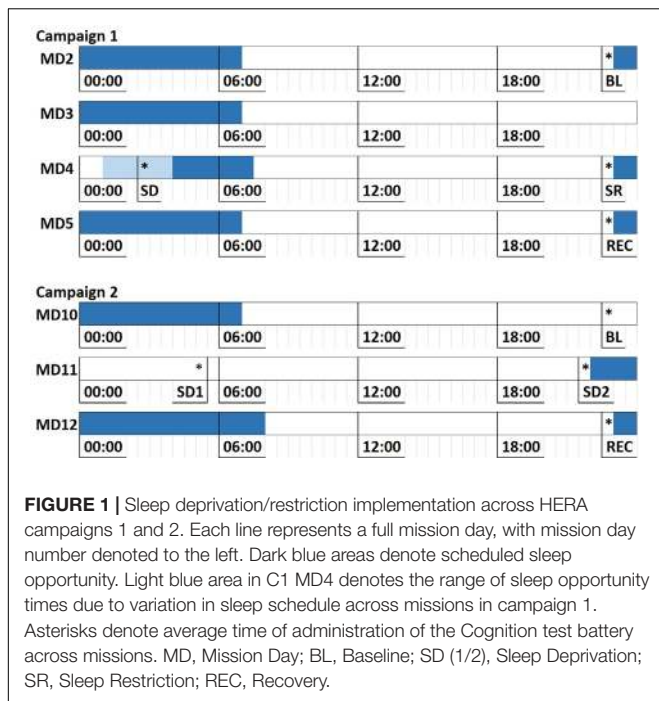 Campaign 1
MD2 *
00:00 06:00 12:00 18:00 BL
MD3
00:00 06:00 12:00 18:00
MD4 * *
00:00 SD 06:00 12:00 18:00 SR
MD5 *
00:00 06:00 12:00 18:00 REC
Campaign 2
MD10 *
00:00 06:00 12:00 18:00 BL
MD11 * *
00:00 SD1 06:00 12:00 18:00 SD2
MD12 *
00:00 06:00 12:00 18:00 REC
FIGURE 1 | Sleep deprivation/restriction implementation across HERA
campaigns 1 and 2. Each line represents a full mission day, with mission day
number denoted to the left. Dark blue areas denote scheduled sleep
opportunity. Light blue area in C1 MD4 denotes the range of sleep opportunity
times due to variation in sleep schedule across missions in campaign 1.
Asterisks denote average time of administration of the Cognition test battery
across missions. MD, Mission Day; BL, Baseline; SD (1/2), Sleep Deprivation;
SR, Sleep Restriction; REC, Recovery.